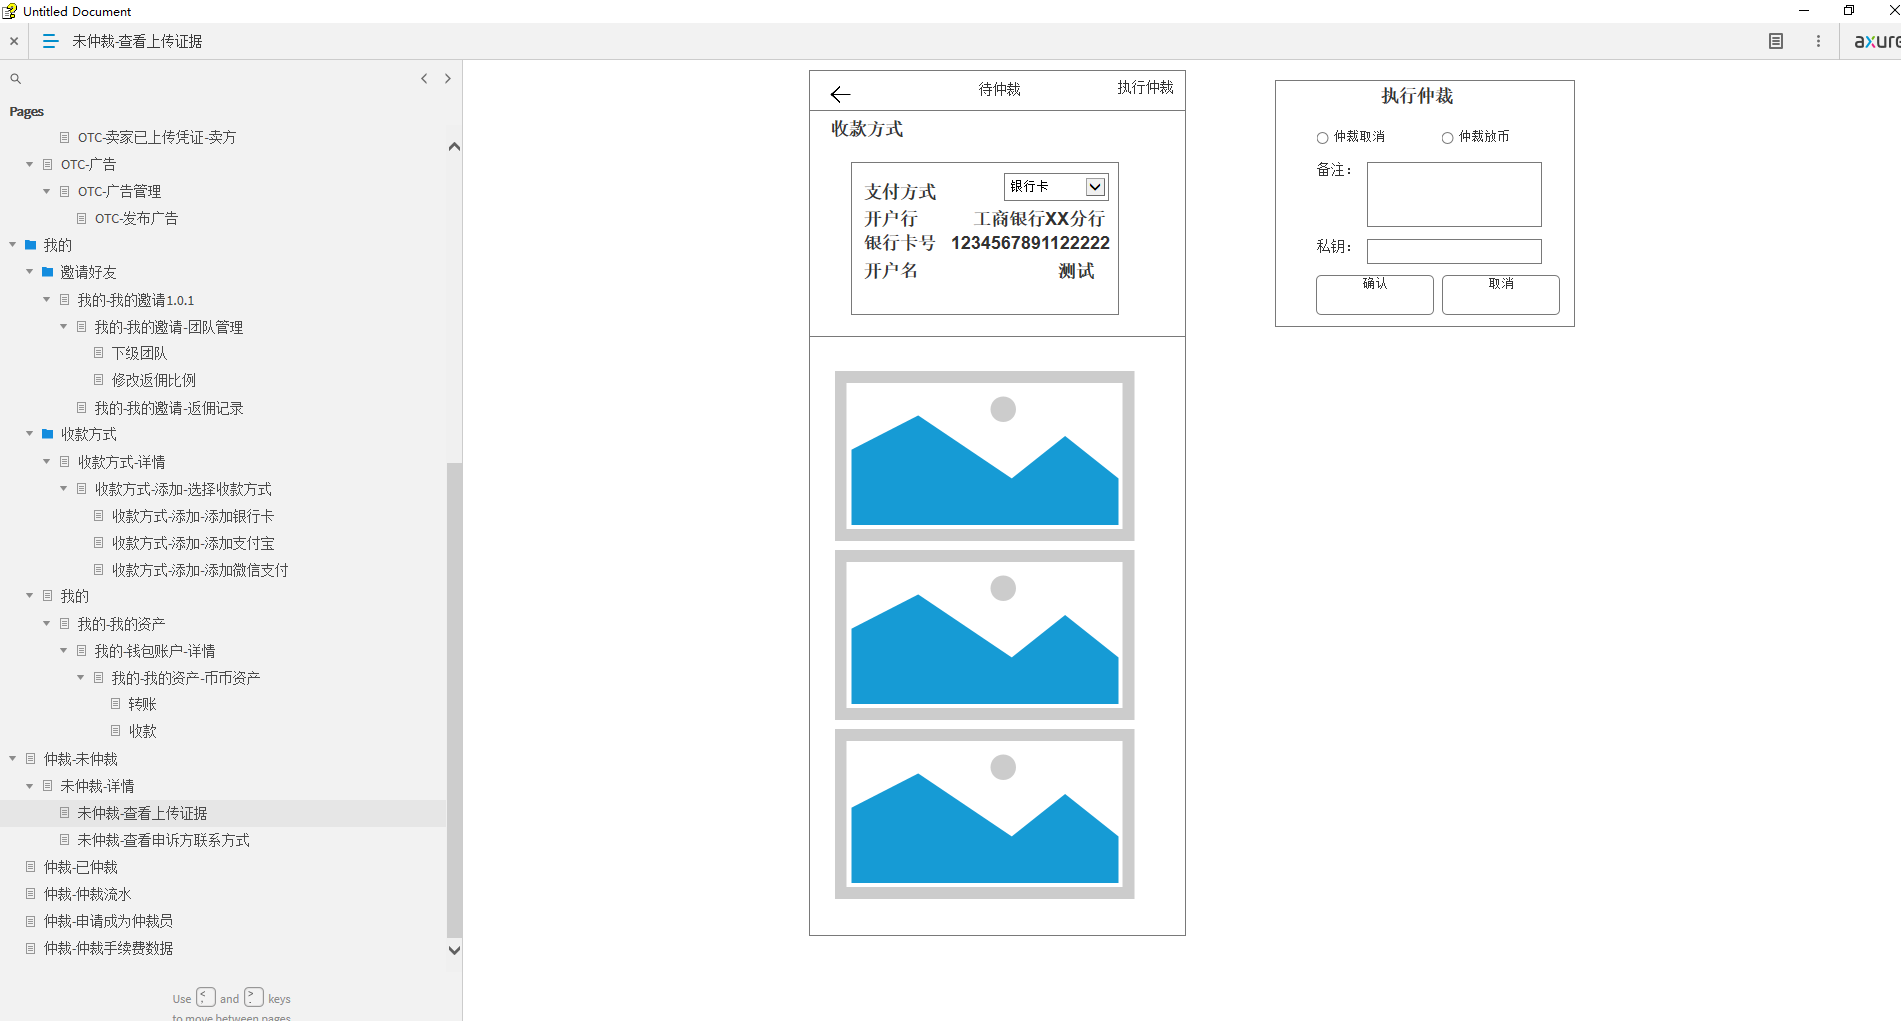 Untitled Document
未仲裁-查看上传证据
axure
Pages
OTC-卖家已上传凭证-卖方
OTC-广告
OTC-广告管理
OTC-发布广告
我的
邀请好友
我的-我的邀请1.0.1
我的-我的邀请-团队管理
下级团队
修改返佣比例
我的-我的邀请-返佣记录
收款方式
收款方式-详情
收款方式-添加-选择收款方式
收款方式-添加-添加银行卡
收款方式-添加-添加支付宝
收款方式-添加-添加微信支付
我的
我的-我的资产
我的-钱包账户-详情
我的-我的资产-币币资产
转账
收款
仲裁-未仲裁
未仲裁-详情
未仲裁-查看上传证据
未仲裁-查看申诉方联系方式
仲裁-已仲裁
仲裁-仲裁流水
仲裁-申请成为仲裁员
仲裁-仲裁手续费数据
Use < , and > . keys
to move between pages
待仲裁 执行仲裁
收款方式
支付方式 银行卡
开户行 工商银行XX分行
银行卡号 1234567891122222
开户名 测试
执行仲裁
仲裁取消 仲裁放币
备注：
私钥：
确认 取消